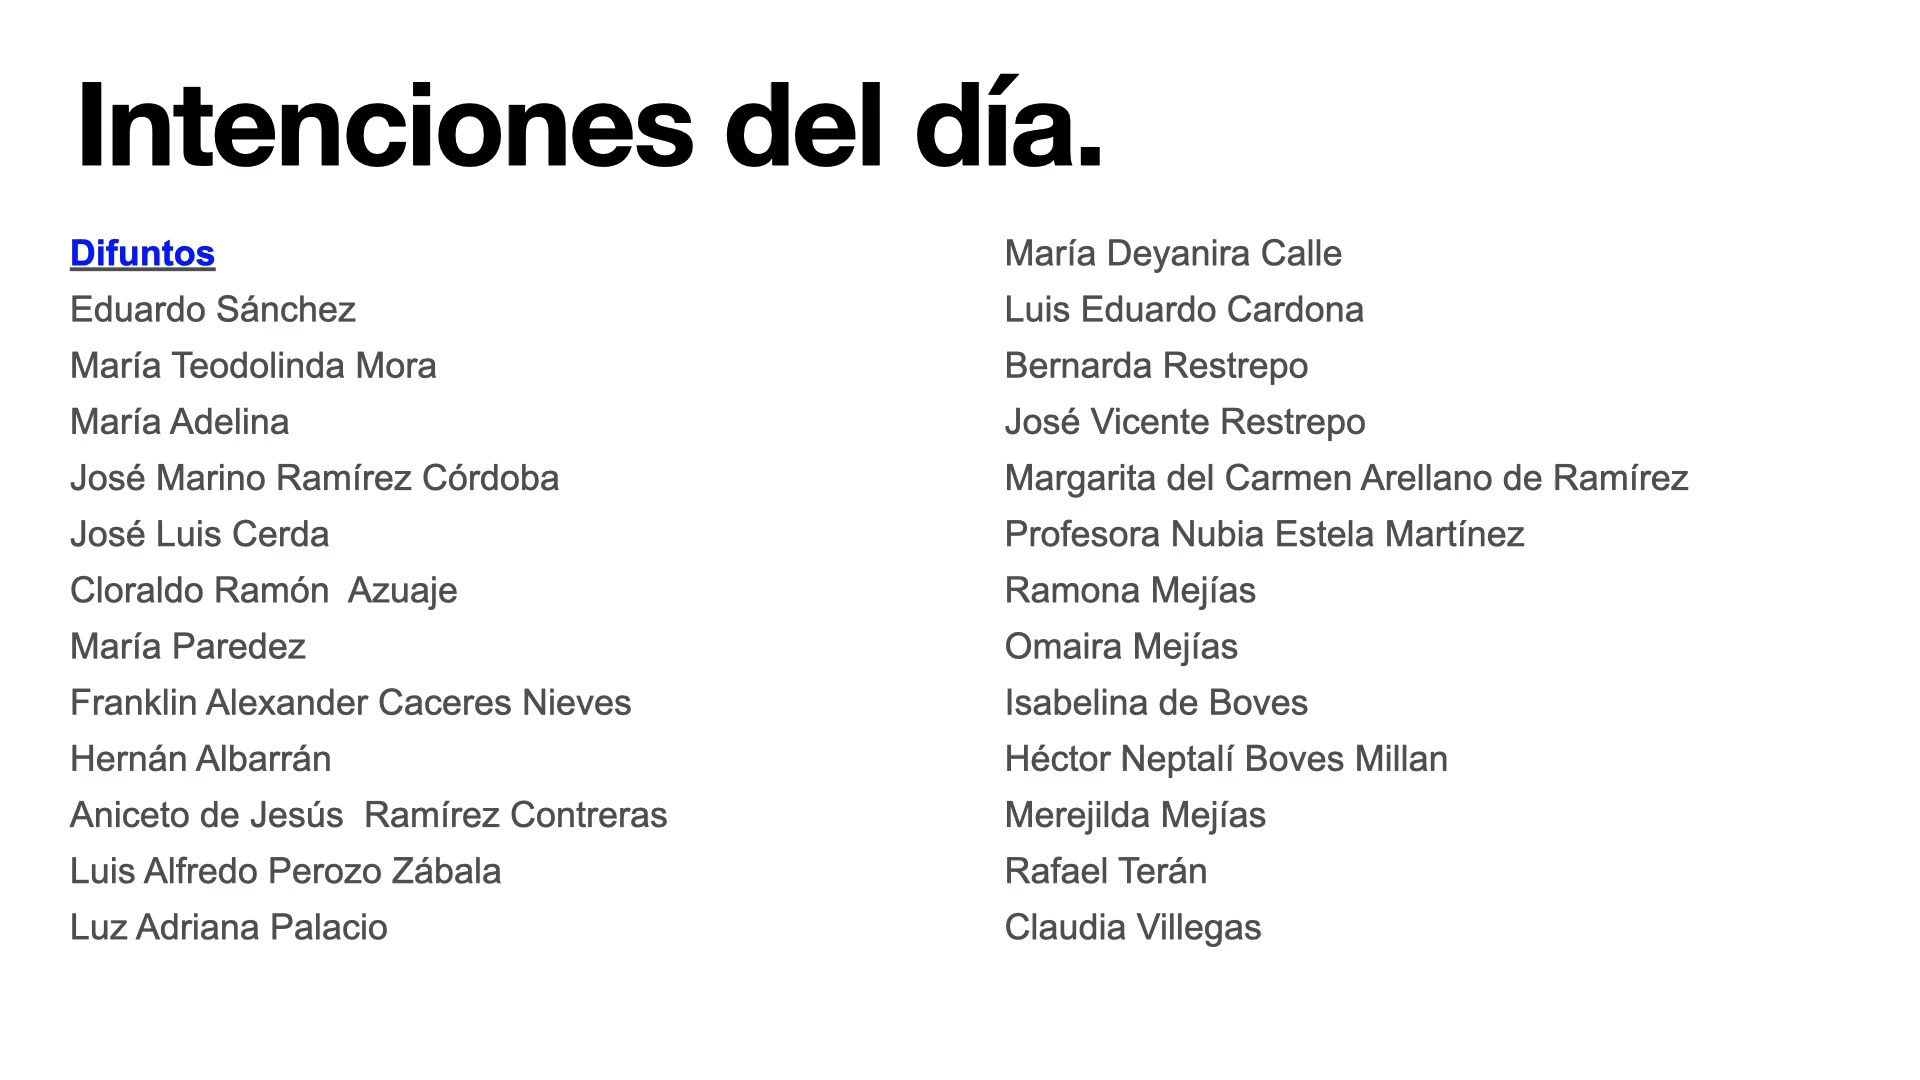 Intenciones del día.
Difuntos
Eduardo Sánchez
María Teodolinda Mora
María Adelina
José Marino Ramírez Córdoba
José Luis Cerda
Cloraldo Ramón  Azuaje
María Paredez
Franklin Alexander Caceres Nieves
Hernán Albarrán
Aniceto de Jesús  Ramírez Contreras
Luis Alfredo Perozo Zábala
Luz Adriana Palacio
María Deyanira Calle
Luis Eduardo Cardona
Bernarda Restrepo
José Vicente Restrepo
Margarita del Carmen Arellano de Ramírez
Profesora Nubia Estela Martínez
Ramona Mejías
Omaira Mejías
Isabelina de Boves
Héctor Neptalí Boves Millan
Merejilda Mejías
Rafael Terán
Claudia Villegas